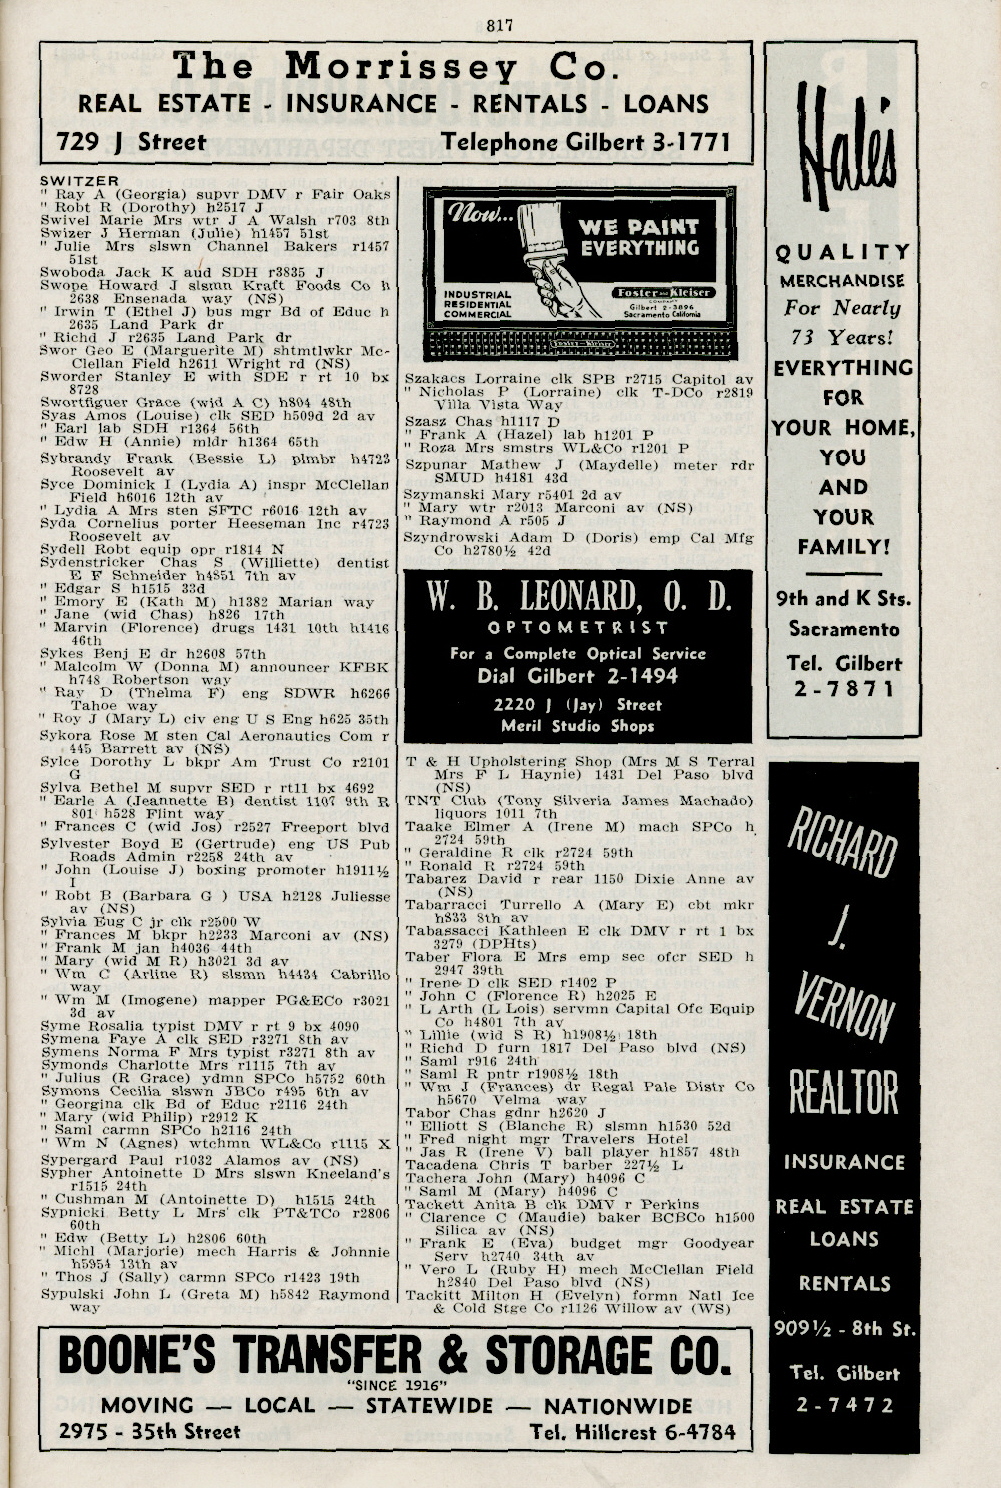 817
The Morrissey Co.
REAL ESTATE - INSURANCE - RENTALS - LOANS
729 J Street Telephone Gilbert 3-1771
SWITZER
" Ray A (Georgia) supvr DMV r Fair Oaks
" Robt R (Dorothy) h2517 J
Swivel Marie Mrs wtr J A Walsh r703 8th
Swizer J Herman (Julie) h1457 51st
" Julie Mrs slswn Channel Bakers r1457
51st
Swoboda Jack K aud SDH r3835 J
Swope Howard J slsmn Kraft Foods Co h
2638 Ensenada way (NS)
" Irwin T (Ethel J) bus mgr Bd of Educ h
2635 Land Park dr
" Richd J r2635 Land Park dr
Swor Geo E (Marguerite M) shtmtlwkr Mc-
Clellan Field h2611 Wright rd (NS)
Sworder Stanley E with SDE r rt 10 bx
8728
Swortfiguer Grace (wid A C) h804 48th
Syas Amos (Louise) clk SED h509d 2d av
" Earl lab SDH r1364 56th
" Edw H (Annie) mldr h1364 65th
Sybrandy Frank (Bessie L) plmbr h4723
Roosevelt av
Syce Dominick I (Lydia A) inspr McClellan
Field h6016 12th av
" Lydia A Mrs sten SFTC r6016 12th av
Syda Cornelius porter Heeseman Inc r4723
Roosevelt av
Sydell Robt equip opr r1814 N
Sydenstricker Chas S (Williette) dentist
E F Schneider h4851 7th av
" Edgar S h1515 33d
" Emory E (Kath M) h1382 Marian way
" Jane (wid Chas) h826 17th
" Marvin (Florence) drugs 1431 10th h1416
46th
Sykes Benj E dr h2608 57th
" Malcolm W (Donna M) announcer KFBK
h748 Robertson way
" Ray D (Thelma F) eng SDWR h6266
Tahoe way
" Roy J (Mary L) civ eng U S Eng h625 35th
Sykora Rose M sten Cal Aeronautics Com r
445 Barrett av (NS)
Sylce Dorothy L bkpr Am Trust Co r2101
G
Sylva Bethel M supvr SED r rt11 bx 4692
" Earle A (Jeannette B) dentist 1107 9th R
801 h528 Flint way
" Frances C (wid Jos) r2527 Freeport blvd
Sylvester Boyd E (Gertrude) eng US Pub
Roads Admin r2258 24th av
" John (Louise J) boxing promoter h1911½
I
" Robt B (Barbara G ) USA h2128 Juliesse
av (NS)
Sylvia Eug C jr clk r2500 W
" Frances M bkpr h2233 Marconi av (NS)
" Frank M jan h4036 44th
" Mary (wid M R) h3021 3d av
" Wm C (Arline R) slsmn h4434 Cabrillo
way
" Wm M (Imogene) mapper PG&ECo r3021
3d av
Syme Rosalia typist DMV r rt 9 bx 4090
Symena Faye A clk SED r3271 8th av
Symens Norma F Mrs typist r3271 8th av
Symonds Charlotte Mrs r1115 7th av
" Julius (R Grace) ydmn SPCo h5752 60th
Symons Cecilia slswn JBCo r495 6th av
" Georgina clk Bd of Educ r2116 24th
" Mary (wid Philip) r2912 K
" Saml carmn SPCo h2116 24th
" Wm N (Agnes) wtchmn WL&Co r1115 X
Sypergard Paul r1032 Alamos av (NS)
Sypher Antoinette D Mrs slswn Kneeland's
r1515 24th
" Cushman M (Antoinette D) h1515 24th
Sypnicki Betty L Mrs clk PT&TCo r2806
60th
" Edw (Betty L) h2806 60th
" Michl (Marjorie) mech Harris & Johnnie
h5954 13th av
" Thos J (Sally) carmn SPCo r1423 19th
Sypulski John L (Greta M) h5842 Raymond
way
Now...
WE PAINT
EVERYTHING
INDUSTRIAL
RESIDENTIAL
COMMERCIAL
Foster and Kleiser
COMPANY
Gilbert 2-3896
Sacramento California
Foster and Kleiser
Szakacs Lorraine clk SPB r2715 Capitol av
" Nicholas P (Lorraine) clk T-DCo r2819
Villa Vista Way
Szasz Chas h1117 D
" Frank A (Hazel) lab h1201 P
" Roza Mrs smstrs WL&Co r1201 P
Szpunar Mathew J (Maydelle) meter rdr
SMUD h4181 43d
Szymanski Mary r5401 2d av
" Mary wtr r2013 Marconi av (NS)
" Raymond A r505 J
Szyndrowski Adam D (Doris) emp Cal Mfg
Co h2780½ 42d
W. B. LEONARD, O. D.
OPTOMETRIST
For a Complete Optical Service
Dial Gilbert 2-1494
2220 J (Jay) Street
Meril Studio Shops
T & H Upholstering Shop (Mrs M S Terral
Mrs F L Haynie) 1431 Del Paso blvd
(NS)
TNT Club (Tony Silveria James Machado)
liquors 1011 7th
Taake Elmer A (Irene M) mach SPCo h
2724 59th
" Geraldine R clk r2724 59th
" Ronald R r2724 59th
Tabarez David r rear 1150 Dixie Anne av
(NS)
Tabarracci Turrello A (Mary E) cbt mkr
h833 8th av
Tabassacci Kathleen E clk DMV r rt 1 bx
3279 (DPHts)
Taber Flora E Mrs emp sec ofcr SED h
2947 39th
" Irene D clk SED r1402 P
" John C (Florence R) h2025 E
" L Arth (L Lois) servmn Capital Ofc Equip
Co h4801 7th av
" Lillie (wid S R) h1908½ 18th
" Richd D furn 1817 Del Paso blvd (NS)
" Saml r916 24th
" Saml R pntr r1908½ 18th
" Wm J (Frances) dr Regal Pale Distr Co
h5670 Velma way
Tabor Chas gdnr h2620 J
" Elliott S (Blanche R) slsmn h1530 52d
" Fred night mgr Travelers Hotel
" Jas R (Irene V) ball player h1857 48th
Tacadena Chris T barber 227½ L
Tachera John (Mary) h4096 C
" Saml M (Mary) h4096 C
Tackett Anita B clk DMV r Perkins
" Clarence C (Maudie) baker BCBCo h1500
Silica av (NS)
" Frank E (Eva) budget mgr Goodyear
Serv h2740 34th av
" Vero L (Ruby H) mech McClellan Field
h2840 Del Paso blvd (NS)
Tackitt Milton H (Evelyn) formn Natl Ice
& Cold Stge Co r1126 Willow av (WS)
Hale's
QUALITY
MERCHANDISE
For Nearly
73 Years!
EVERYTHING
FOR
YOUR HOME,
YOU
AND
YOUR
FAMILY!
9th and K Sts.
Sacramento
Tel. Gilbert
2-7871
RICHARD
J.
VERNON
REALTOR
INSURANCE
REAL ESTATE
LOANS
RENTALS
909½ - 8th St.
Tel. Gilbert
2-7472
BOONE'S TRANSFER & STORAGE CO.
"SINCE 1916"
MOVING — LOCAL — STATEWIDE — NATIONWIDE
2975 - 35th Street Tel. Hillcrest 6-4784